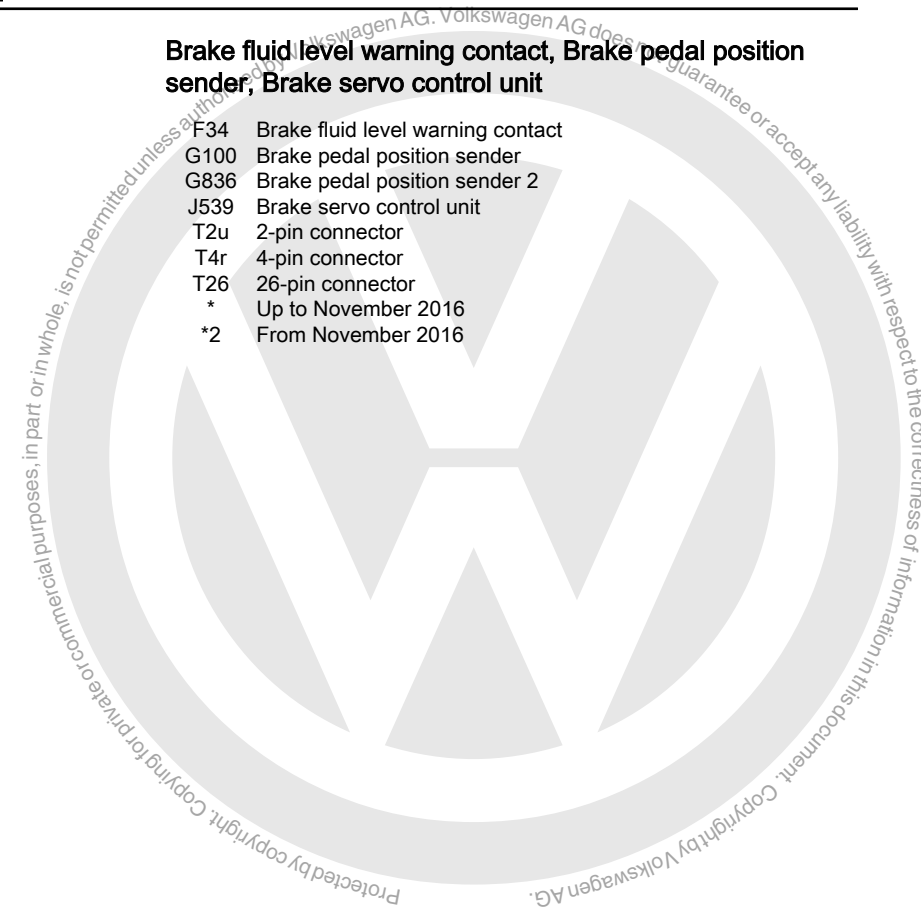 Brake fluid level warning contact, Brake pedal position
sender, Brake servo control unit
F34 Brake fluid level warning contact
G100 Brake pedal position sender
G836 Brake pedal position sender 2
J539 Brake servo control unit
T2u 2-pin connector
T4r 4-pin connector
T26 26-pin connector
* Up to November 2016
*2 From November 2016
Protected by copyright. Copying for private or commercial purposes, in part or in whole, is not permitted unless authorised by Volkswagen AG. Volkswagen AG does not guarantee or accept any liability with respect to the correctness of information in this document. Copyright by Volkswagen AG.